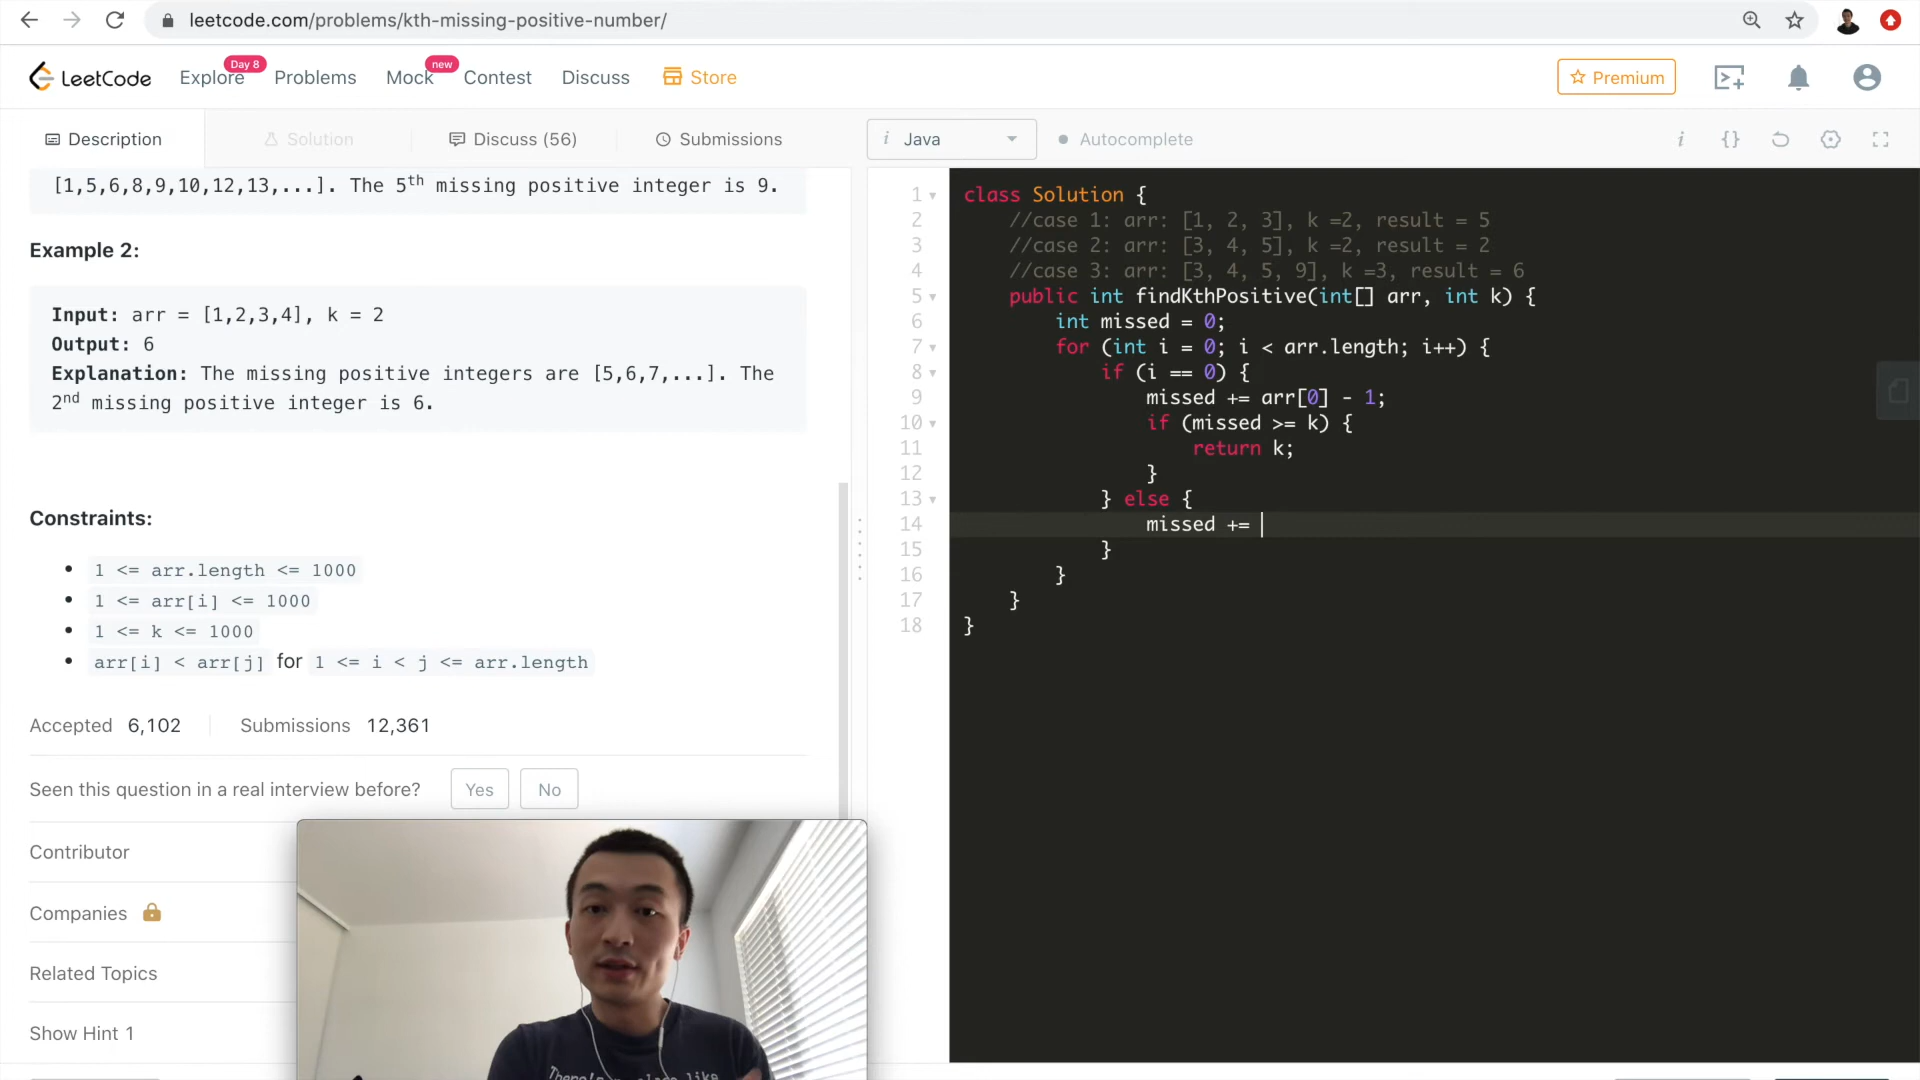 leetcode.com/problems/kth-missing-positive-number/
LeetCode
Explore
Day 8
Problems
Mock
new
Contest
Discuss
Store
Premium
Description
Solution
Discuss (56)
Submissions
i Java
Autocomplete
i {}
[1,5,6,8,9,10,12,13,...]. The 5th missing positive integer is 9.
Example 2:
Input: arr = [1,2,3,4], k = 2
Output: 6
Explanation: The missing positive integers are [5,6,7,...]. The
2nd missing positive integer is 6.
Constraints:
1 <= arr.length <= 1000
1 <= arr[i] <= 1000
1 <= k <= 1000
arr[i] < arr[j] for 1 <= i < j <= arr.length
Accepted 6,102 Submissions 12,361
Seen this question in a real interview before? Yes No
Contributor
Companies
Related Topics
Show Hint 1
1 class Solution {
2 //case 1: arr: [1, 2, 3], k =2, result = 5
3 //case 2: arr: [3, 4, 5], k =2, result = 2
4 //case 3: arr: [3, 4, 5, 9], k =3, result = 6
5 public int findKthPositive(int[] arr, int k) {
6 int missed = 0;
7 for (int i = 0; i < arr.length; i++) {
8 if (i == 0) {
9 missed += arr[0] - 1;
10 if (missed >= k) {
11 return k;
12 }
13 } else {
14 missed +=
15 }
16 }
17 }
18 }